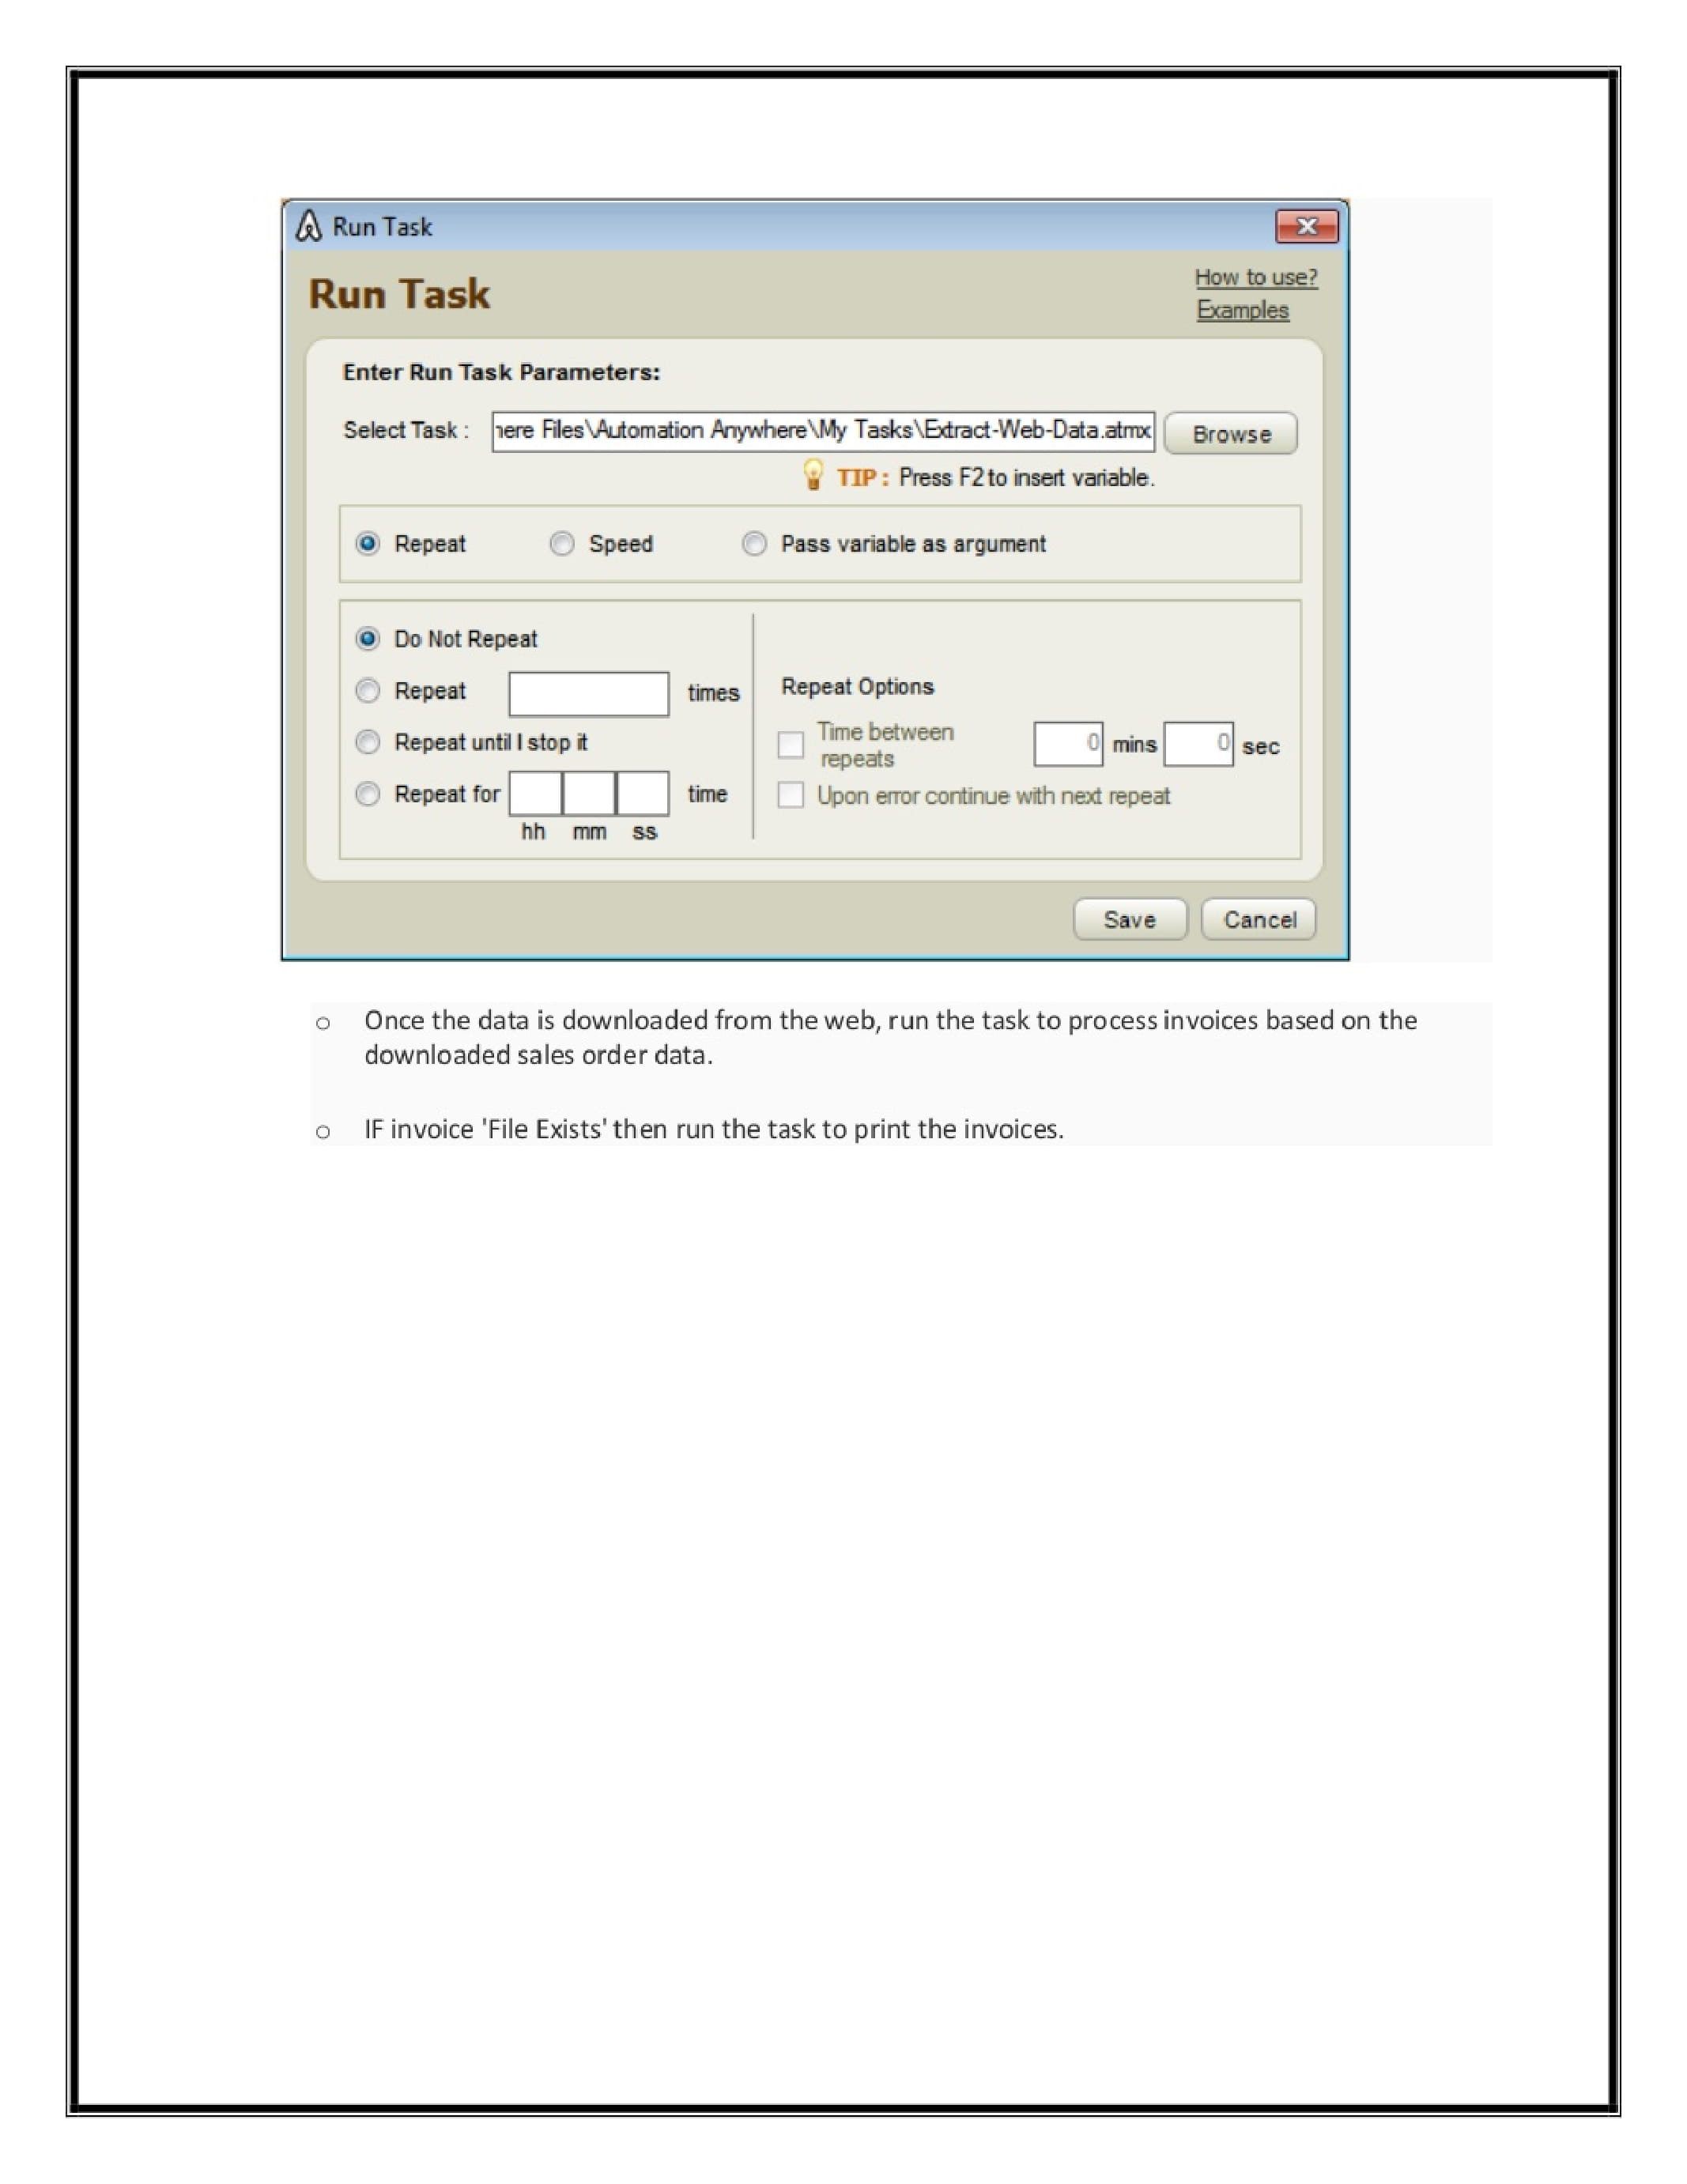 Run Task
Run Task
How to use?
Examples
Enter Run Task Parameters:
Select Task : here Files\Automation Anywhere\My Tasks\Extract-Web-Data.atmx Browse
TIP : Press F2 to insert variable.
Repeat Speed Pass variable as argument
Do Not Repeat
Repeat times
Repeat until I stop it
Repeat for time
hh mm ss
Repeat Options
Time between
repeats
0 mins 0 sec
Upon error continue with next repeat
Save Cancel
o Once the data is downloaded from the web, run the task to process invoices based on the
downloaded sales order data.
o IF invoice 'File Exists' then run the task to print the invoices.